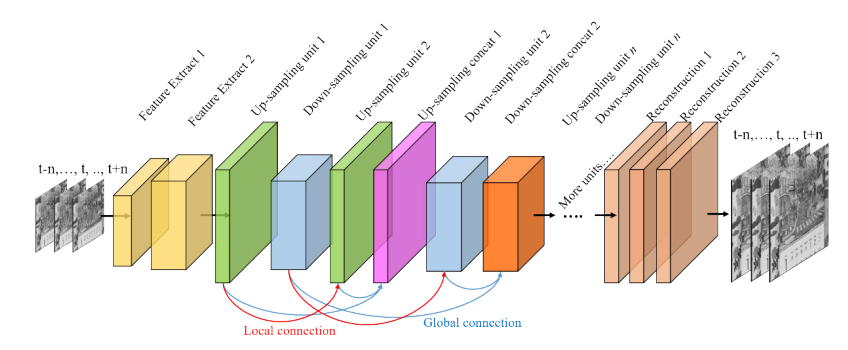 Feature Extract 1
Feature Extract 2
Up-sampling unit 1
Down-sampling unit 1
Up-sampling unit 2
Up-sampling concat 1
Down-sampling unit 2
Down-sampling concat 2
Up-sampling unit n
Down-sampling unit n
Reconstruction 1
Reconstruction 2
Reconstruction 3
t-n,…, t, .., t+n
t-n,…, t, .., t+n
More units….
....
Local connection
Global connection